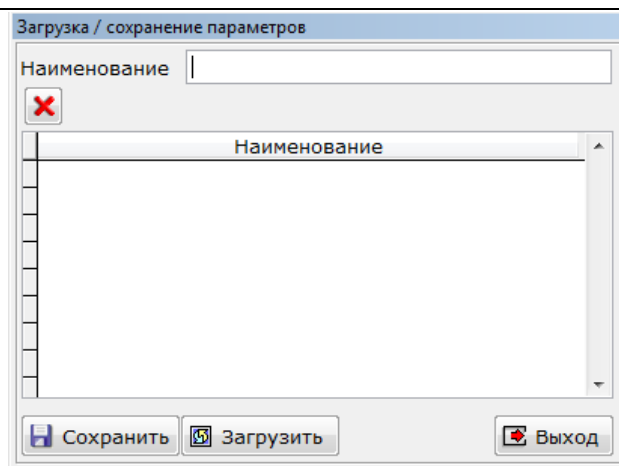 Загрузка / сохранение параметров
Наименование
Наименование
Сохранить Загрузить Выход